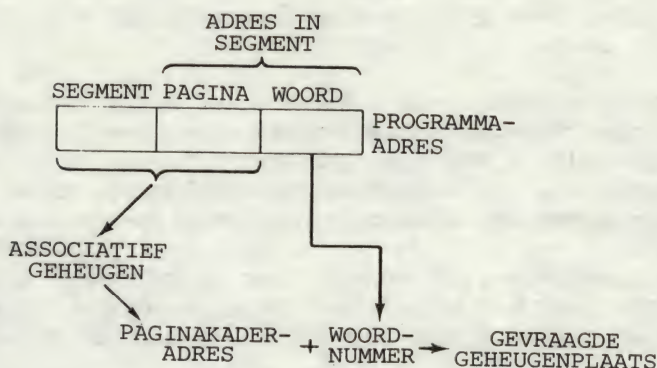 ADRES IN
SEGMENT
SEGMENT PAGINA WOORD
PROGRAMMA-
ADRES
ASSOCIATIEF
GEHEUGEN
PAGINAKADER-
ADRES
+
WOORD-
NUMMER
GEVRAAGDE
GEHEUGENPLAATS